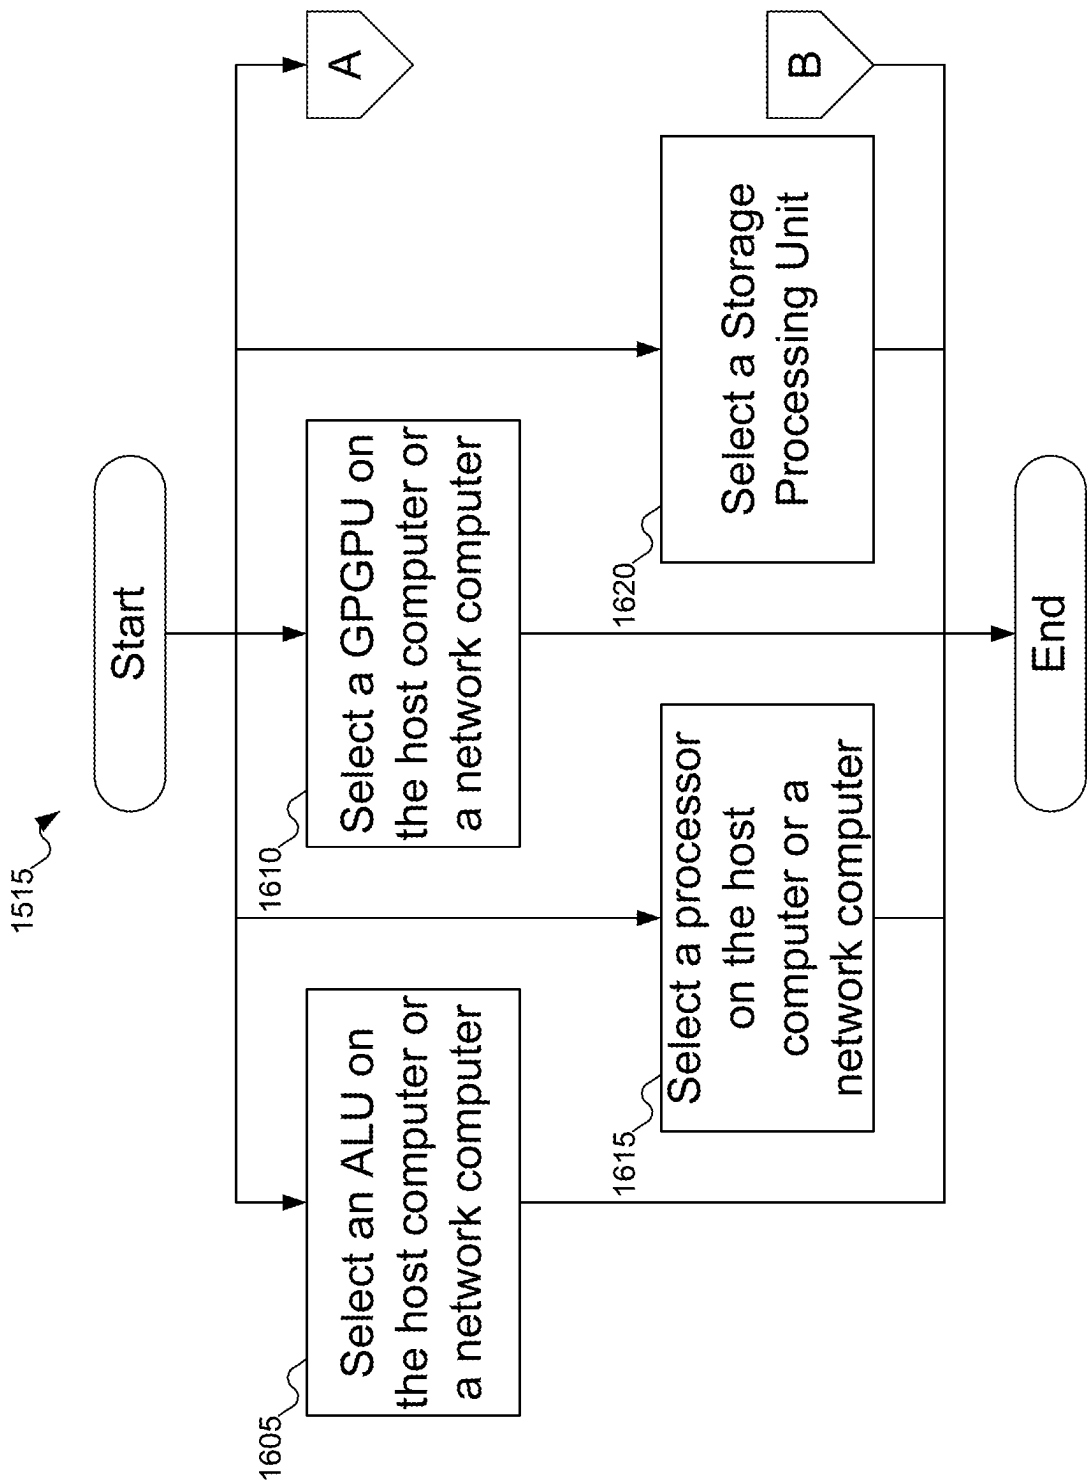 1515
Start
1605
Select an ALU on
the host computer or
a network computer
1610
Select a GPGPU on
the host computer or
a network computer
A
1615
Select a processor
on the host
computer or a
network computer
1620
Select a Storage
Processing Unit
B
End